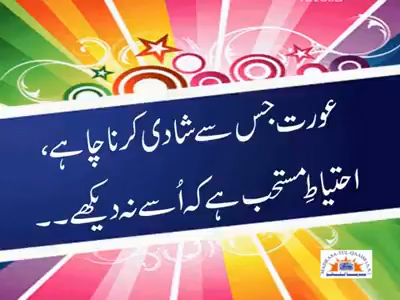 عورت جس سے شادی کرنا چاہے،
احتیاطِ مستحب ہے کہ اُسے نہ دیکھے۔۔